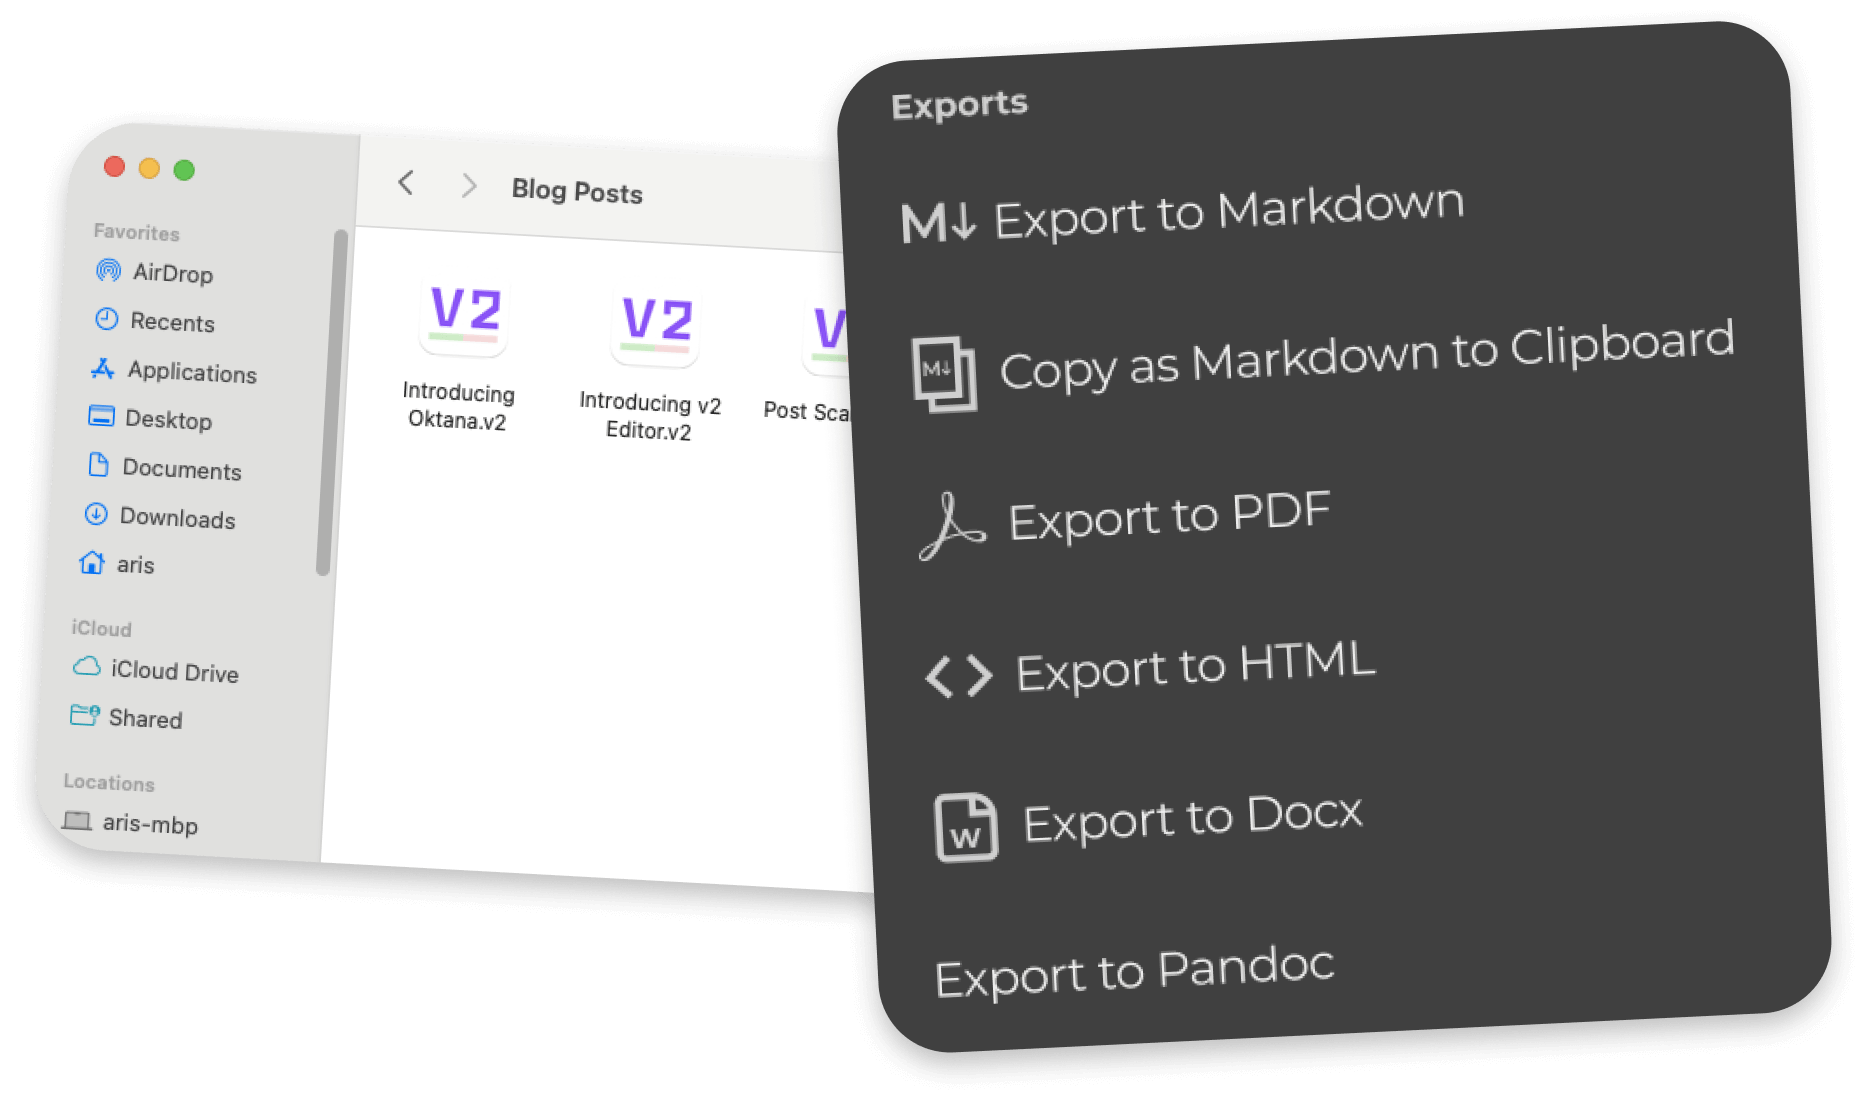 Favorites
AirDrop
Recents
Applications
Desktop
Documents
Downloads
aris
iCloud
iCloud Drive
Shared
Locations
aris-mbp
Blog Posts
V2
Introducing
Oktana.v2
V2
Introducing v2
Editor.v2
V
Post
Exports
M↓ Export to Markdown
M↓ Copy as Markdown to Clipboard
Export to PDF
<> Export to HTML
W Export to Docx
Export to Pandoc